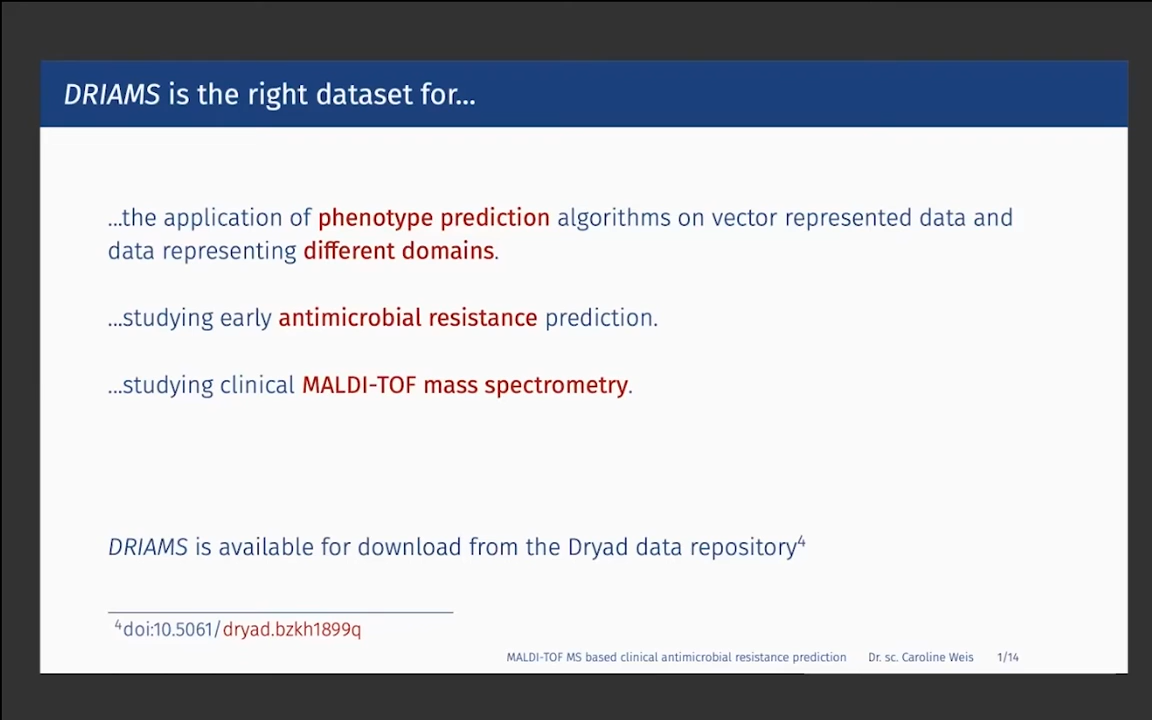 DRIAMS is the right dataset for...
...the application of phenotype prediction algorithms on vector represented data and
data representing different domains.
...studying early antimicrobial resistance prediction.
...studying clinical MALDI-TOF mass spectrometry.
DRIAMS is available for download from the Dryad data repository⁴
⁴doi:10.5061/dryad.bzkh1899q
MALDI-TOF MS based clinical antimicrobial resistance prediction Dr. sc. Caroline Weis 1/14